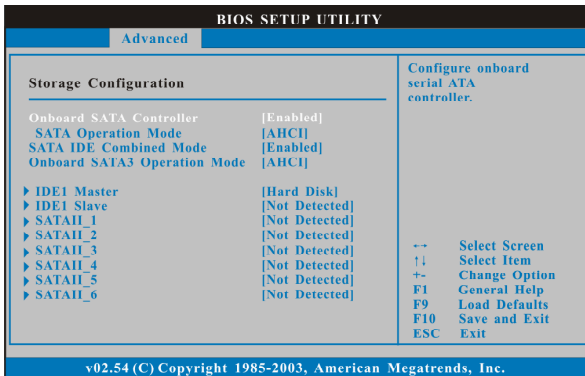 BIOS SETUP UTILITY
Advanced
Storage Configuration
Onboard SATA Controller [Enabled]
SATA Operation Mode [AHCI]
SATA IDE Combined Mode [Enabled]
Onboard SATA3 Operation Mode [AHCI]
IDE1 Master [Hard Disk]
IDE1 Slave [Not Detected]
SATAII_1 [Not Detected]
SATAII_2 [Not Detected]
SATAII_3 [Not Detected]
SATAII_4 [Not Detected]
SATAII_5 [Not Detected]
SATAII_6 [Not Detected]
Configure onboard
serial ATA
controller.
↔ Select Screen
↑↓ Select Item
+- Change Option
F1 General Help
F9 Load Defaults
F10 Save and Exit
ESC Exit
v02.54 (C) Copyright 1985-2003, American Megatrends, Inc.